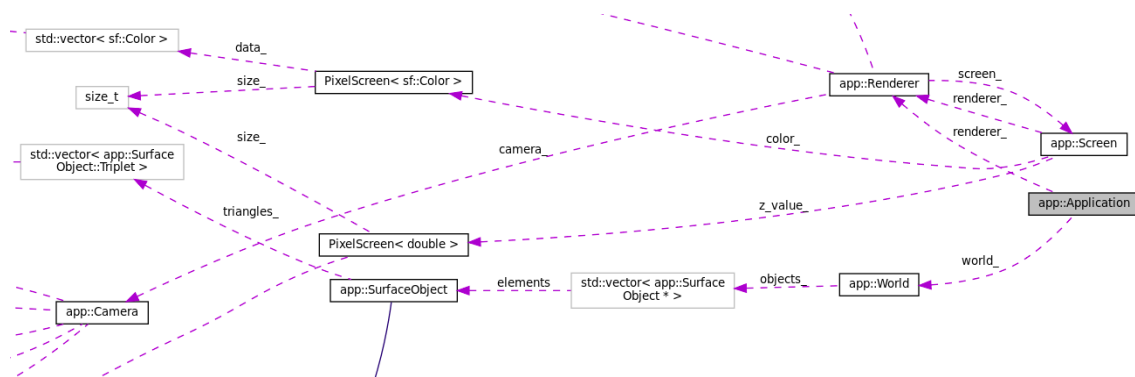 std::vector< sf::Color >
data_
size_
PixelScreen< sf::Color >
size_t
app::Renderer
screen_
renderer_
renderer_
app::Screen
size_
camera_
color_
std::vector< app::Surface
Object::Triplet >
triangles_
z_value_
app::Application
PixelScreen< double >
world_
app::SurfaceObject
elements
std::vector< app::Surface
Object * >
objects_
app::World
app::Camera